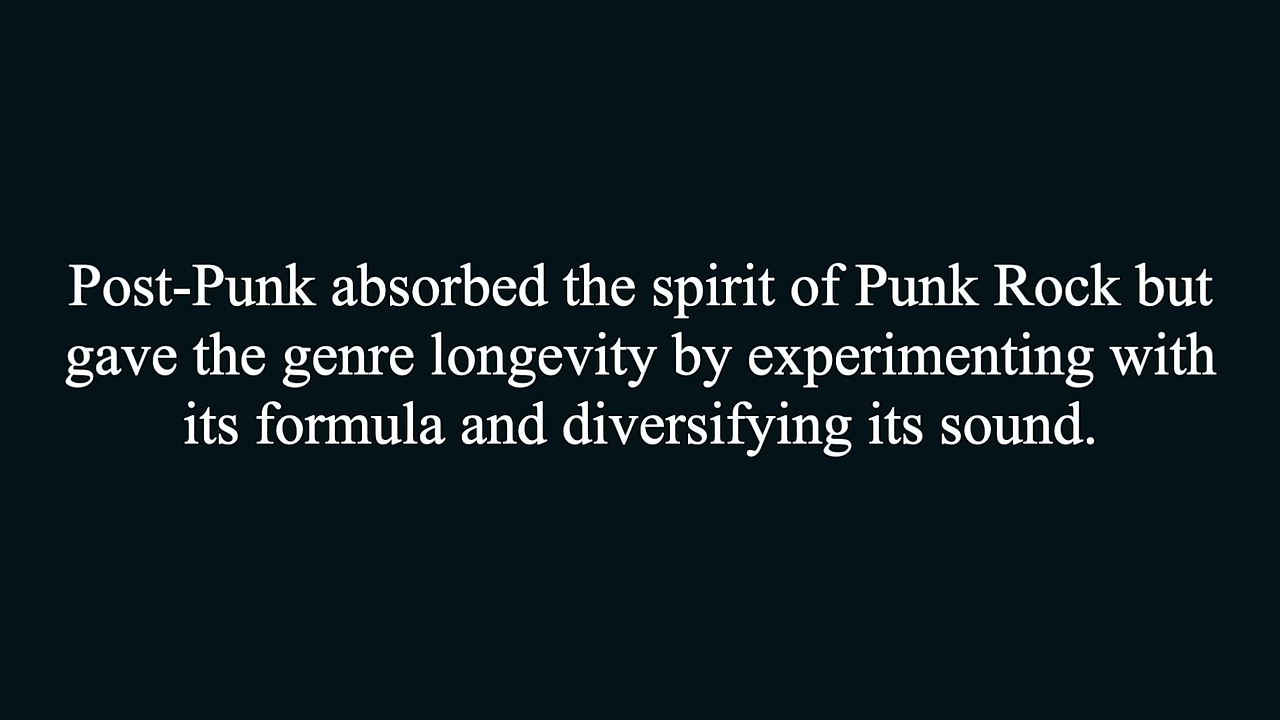 Post-Punk absorbed the spirit of Punk Rock but
gave the genre longevity by experimenting with
its formula and diversifying its sound.